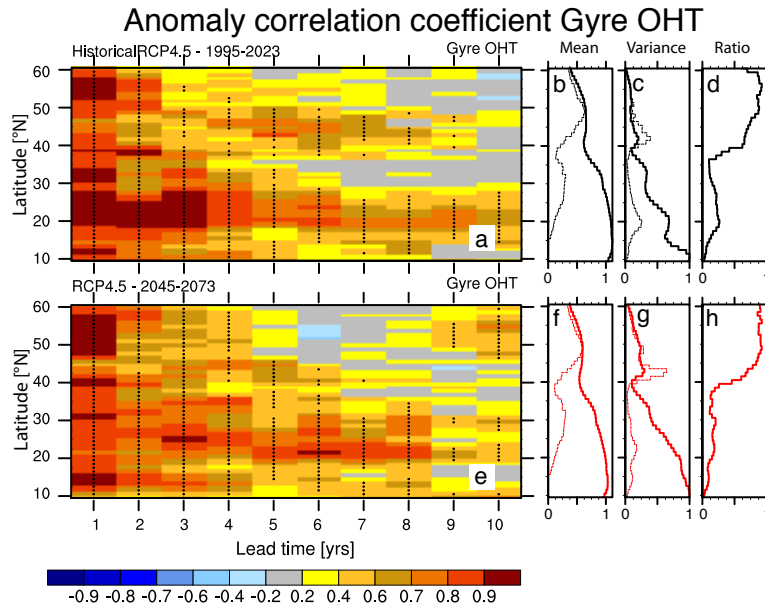 Anomaly correlation coefficient Gyre OHT
HistoricalRCP4.5 - 1995-2023 Gyre OHT Mean Variance Ratio
Latitude [°N]
60
50
40
30
20
10
a
b
c
d
0 1 0 1 0 1
RCP4.5 - 2045-2073 Gyre OHT
Latitude [°N]
60
50
40
30
20
10
e
f
g
h
0 1 0 1 0 1
1 2 3 4 5 6 7 8 9 10
Lead time [yrs]
-0.9 -0.8 -0.7 -0.6 -0.4 -0.2 0.2 0.4 0.6 0.7 0.8 0.9